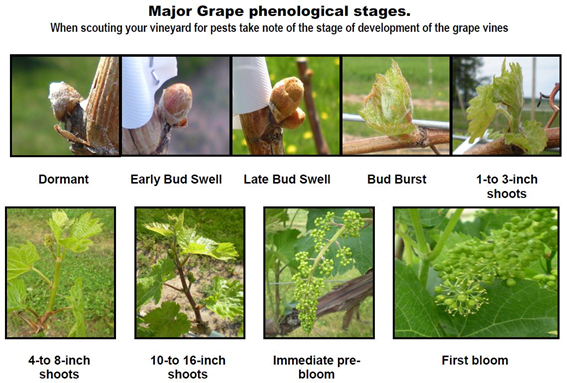 Major Grape phenological stages.
When scouting your vineyard for pests take note of the stage of development of the grape vines
Dormant
Early Bud Swell
Late Bud Swell
Bud Burst
1-to 3-inch
shoots
4-to 8-inch
shoots
10-to 16-inch
shoots
Immediate pre-
bloom
First bloom